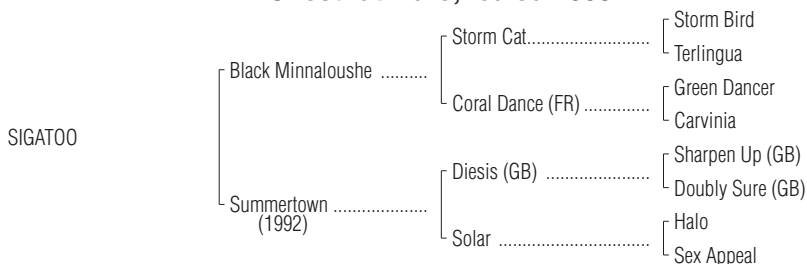 Storm Bird
Storm Cat..............................
Terlingua
Black Minnaloushe ..........
Green Dancer
Coral Dance (FR) ..............
Carvinia
SIGATOO
Sharpen Up (GB)
Diesis (GB) .........................
Doubly Sure (GB)
Summertown ....................
(1992)
Halo
Solar .....................................
Sex Appeal